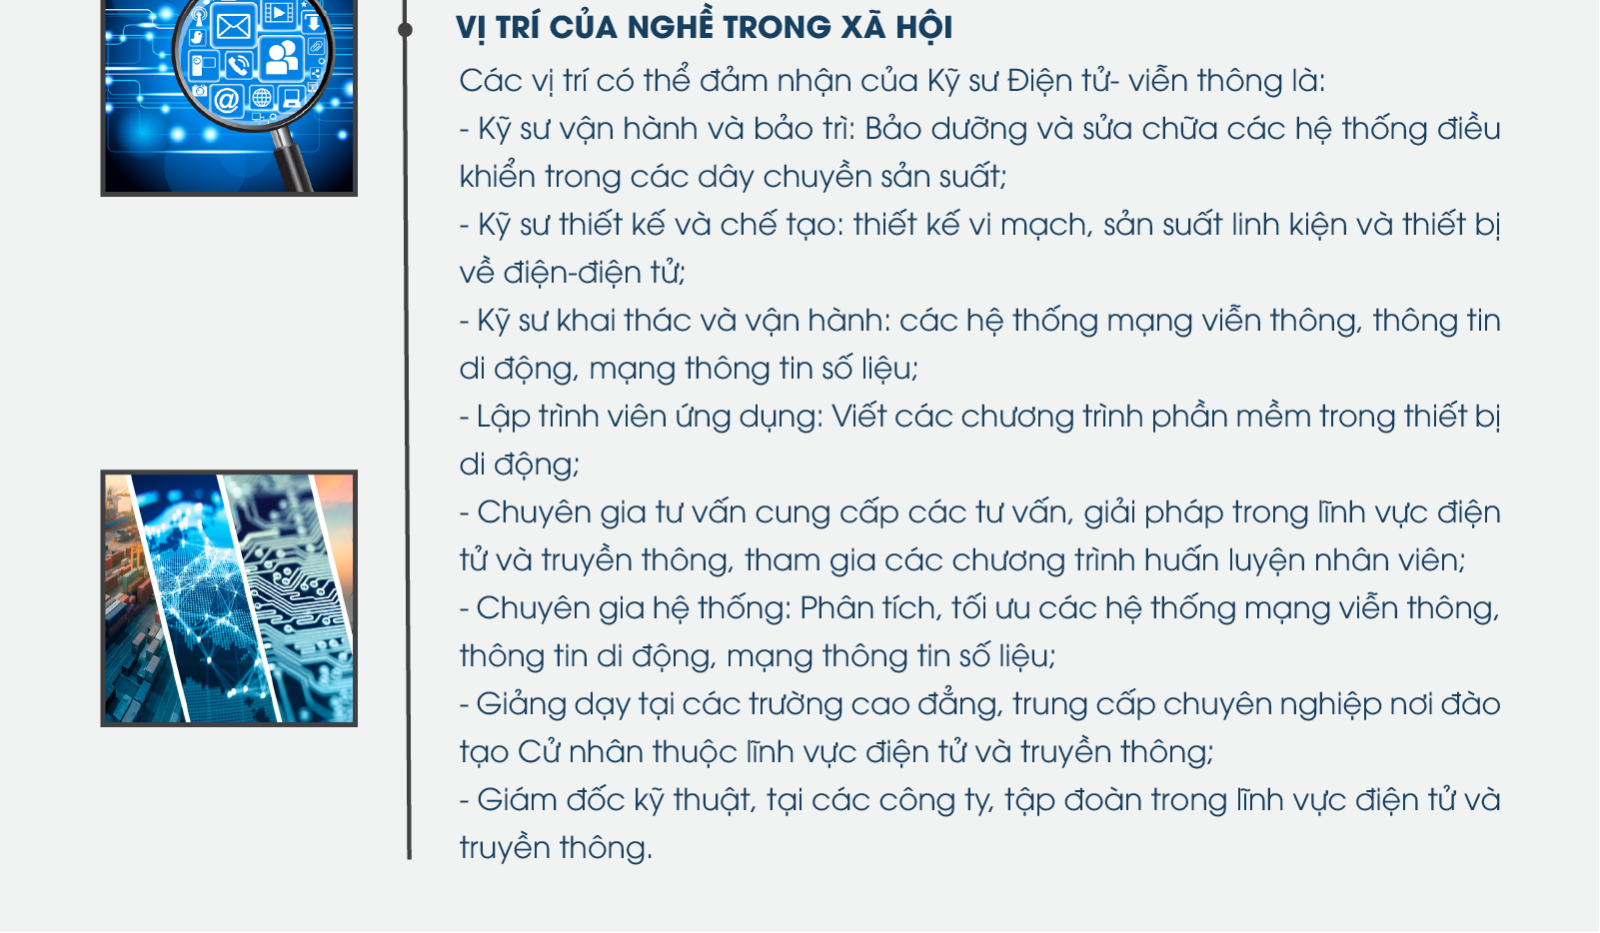 VỊ TRÍ CỦA NGHỀ TRONG XÃ HỘI
Các vị trí có thể đảm nhận của Kỹ sư Điện tử- viễn thông là:
- Kỹ sư vận hành và bảo trì: Bảo dưỡng và sửa chữa các hệ thống điều
khiển trong các dây chuyền sản suất;
- Kỹ sư thiết kế và chế tạo: thiết kế vi mạch, sản suất linh kiện và thiết bị
về điện-điện tử;
- Kỹ sư khai thác và vận hành: các hệ thống mạng viễn thông, thông tin
di động, mạng thông tin số liệu;
- Lập trình viên ứng dụng: Viết các chương trình phần mềm trong thiết bị
di động;
- Chuyên gia tư vấn cung cấp các tư vấn, giải pháp trong lĩnh vực điện
tử và truyền thông, tham gia các chương trình huấn luyện nhân viên;
- Chuyên gia hệ thống: Phân tích, tối ưu các hệ thống mạng viễn thông,
thông tin di động, mạng thông tin số liệu;
- Giảng dạy tại các trường cao đẳng, trung cấp chuyên nghiệp nơi đào
tạo Cử nhân thuộc lĩnh vực điện tử và truyền thông;
- Giám đốc kỹ thuật, tại các công ty, tập đoàn trong lĩnh vực điện tử và
truyền thông.